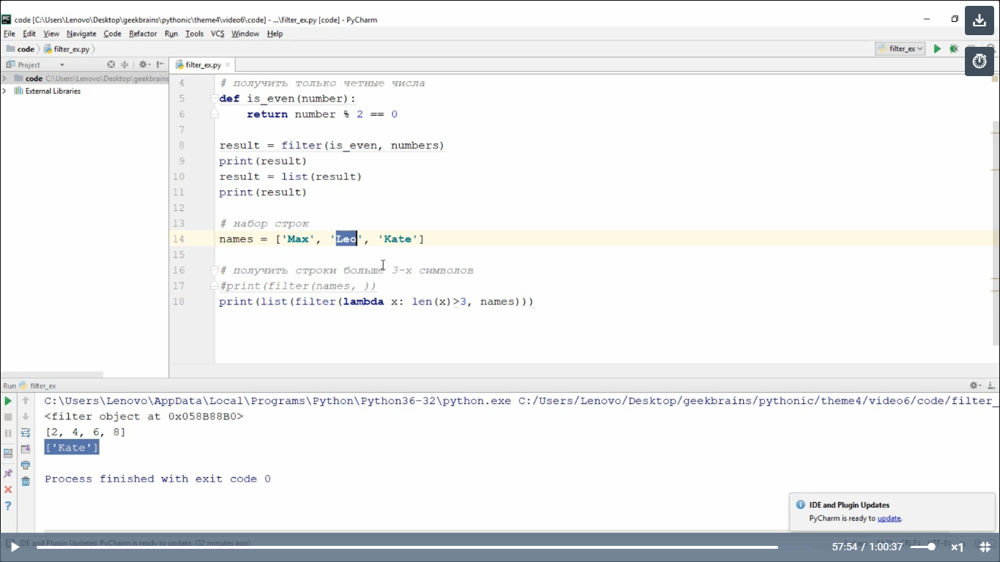 code [C:\Users\Lenovo\Desktop\geekbrains\pythonic\theme4\video6\code] - ...\filter_ex.py [code] - PyCharm
File Edit View Navigate Code Refactor Run Tools VCS Window Help
code filter_ex.py filter_ex
Project filter_ex.py
code C:\Users\Lenovo\Desktop\geekbrains
External Libraries
4 # получить только четные числа
5 def is_even(number):
6 return number % 2 == 0
7
8 result = filter(is_even, numbers)
9 print(result)
10 result = list(result)
11 print(result)
12
13 # набор строк
14 names = ['Max', 'Leo', 'Kate']
15
16 # получить строки больше 3-х символов
17 #print(filter(names, ))
18 print(list(filter(lambda x: len(x)>3, names)))
Run filter_ex
C:\Users\Lenovo\AppData\Local\Programs\Python\Python36-32\python.exe C:/Users/Lenovo/Desktop/geekbrains/pythonic/theme4/video6/code/filter_
<filter object at 0x058B88B0>
[2, 4, 6, 8]
['Kate']
Process finished with exit code 0
IDE and Plugin Updates
PyCharm is ready to update.
IDE and Plugin Updates: PyCharm is ready to update. (32 minutes ago)
57:54 / 1:00:37 ×1